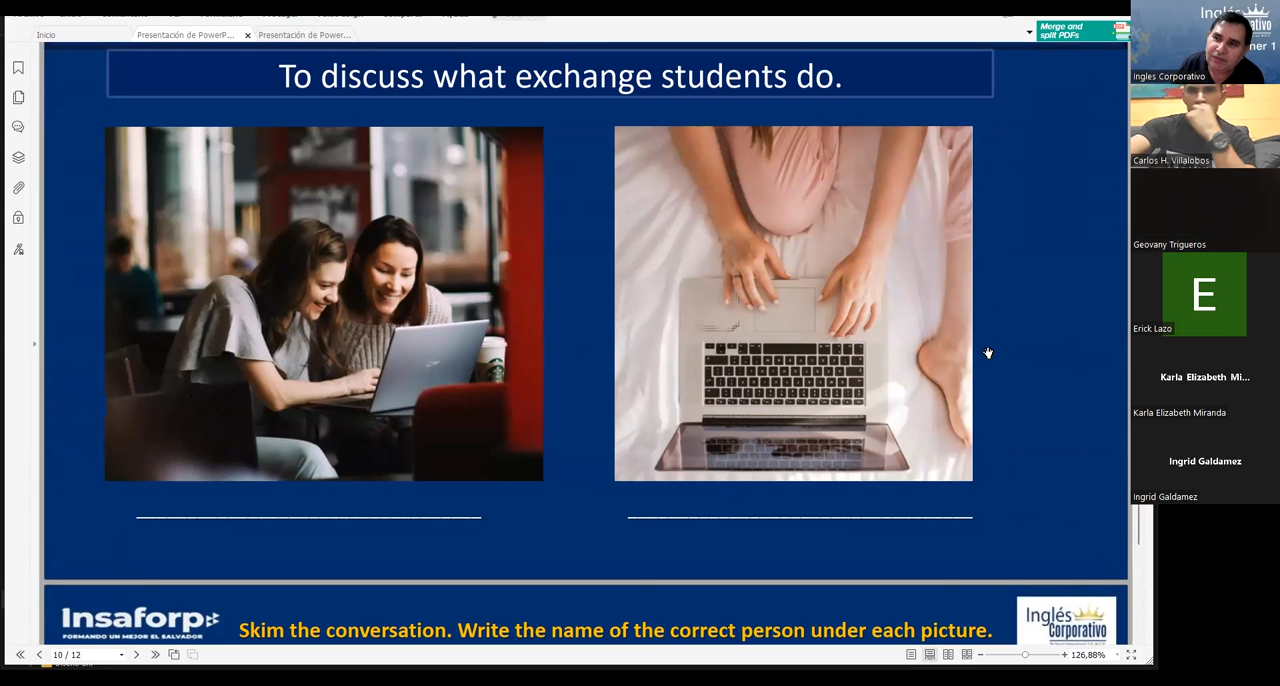 Inicio
Presentación de PowerP... ×
Presentación de Power...
Merge and
split PDFs
To discuss what exchange students do.
Ingles Corporativo
Carlos H. Villalobos
Geovany Trigueros
E
Erick Lazo
Karla Elizabeth Mi...
Karla Elizabeth Miranda
Ingrid Galdamez
Ingrid Galdamez
Insaforp
FORMANDO UN MEJOR EL SALVADOR
Skim the conversation. Write the name of the correct person under each picture.
Inglés
Corporativo
10 / 12
126,88%